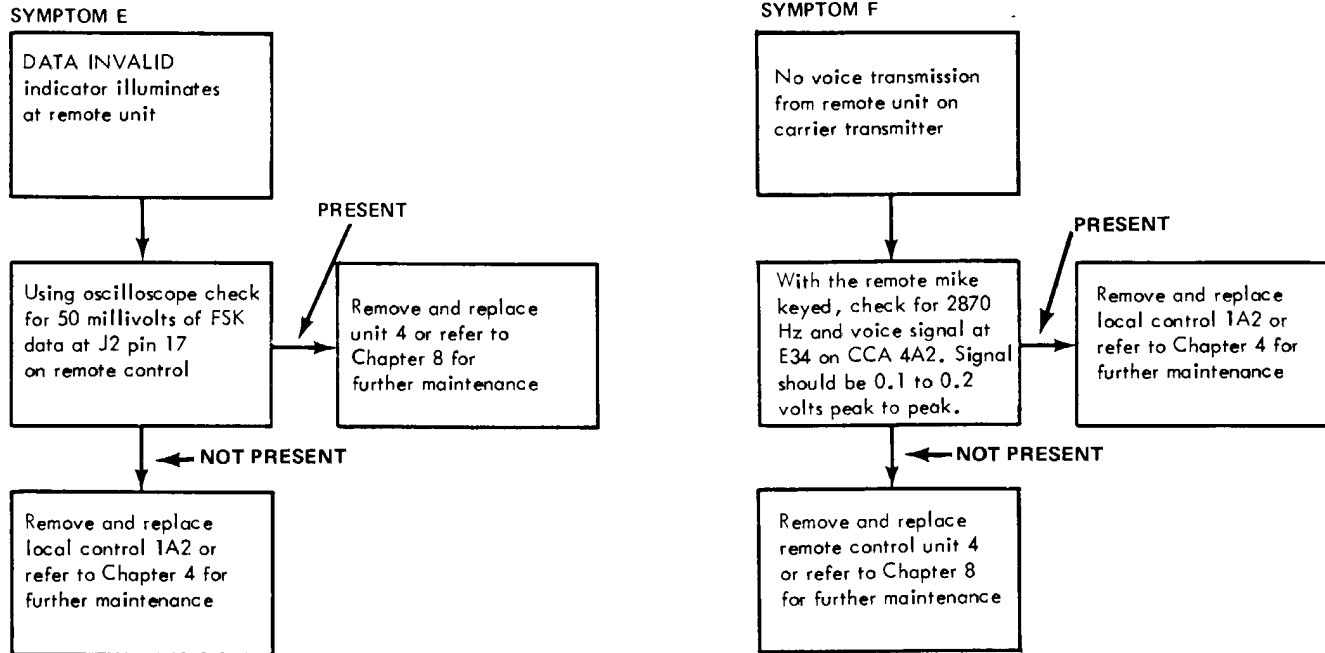 SYMPTOM E
DATA INVALID
indicator illuminates
at remote unit
PRESENT
Using oscilloscope check
for 50 millivolts of FSK
data at J2 pin 17
on remote control
Remove and replace
unit 4 or refer to
Chapter 8 for
further maintenance
NOT PRESENT
Remove and replace
local control 1A2 or
refer to Chapter 4 for
further maintenance
SYMPTOM F
No voice transmission
from remote unit on
carrier transmitter
PRESENT
With the remote mike
keyed, check for 2870
Hz and voice signal at
E34 on CCA 4A2. Signal
should be 0.1 to 0.2
volts peak to peak.
Remove and replace
local control 1A2 or
refer to Chapter 4 for
further maintenance
NOT PRESENT
Remove and replace
remote control unit 4
or refer to Chapter 8
for further maintenance